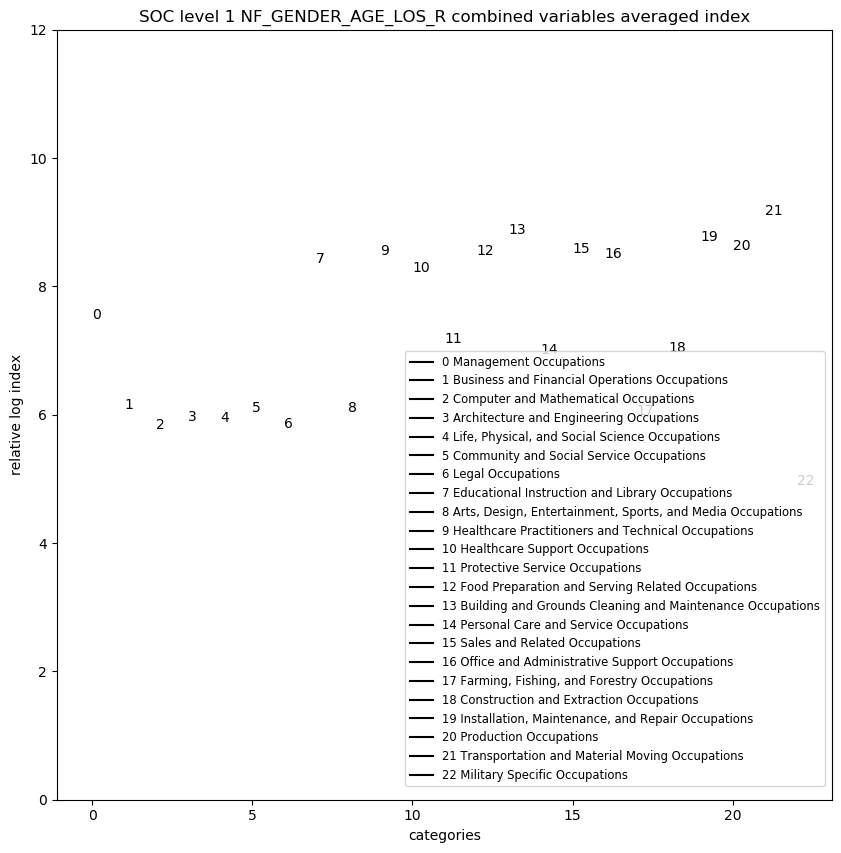 SOC level 1 NF_GENDER_AGE_LOS_R combined variables averaged index
12
10
8
6
4
2
0
relative log index
0
1
2
3
4
5
6
7
8
9
10
11
12
13
14
15
16
17
18
19
20
21
22
0 Management Occupations
1 Business and Financial Operations Occupations
2 Computer and Mathematical Occupations
3 Architecture and Engineering Occupations
4 Life, Physical, and Social Science Occupations
5 Community and Social Service Occupations
6 Legal Occupations
7 Educational Instruction and Library Occupations
8 Arts, Design, Entertainment, Sports, and Media Occupations
9 Healthcare Practitioners and Technical Occupations
10 Healthcare Support Occupations
11 Protective Service Occupations
12 Food Preparation and Serving Related Occupations
13 Building and Grounds Cleaning and Maintenance Occupations
14 Personal Care and Service Occupations
15 Sales and Related Occupations
16 Office and Administrative Support Occupations
17 Farming, Fishing, and Forestry Occupations
18 Construction and Extraction Occupations
19 Installation, Maintenance, and Repair Occupations
20 Production Occupations
21 Transportation and Material Moving Occupations
22 Military Specific Occupations
0 5 10 15 20
categories